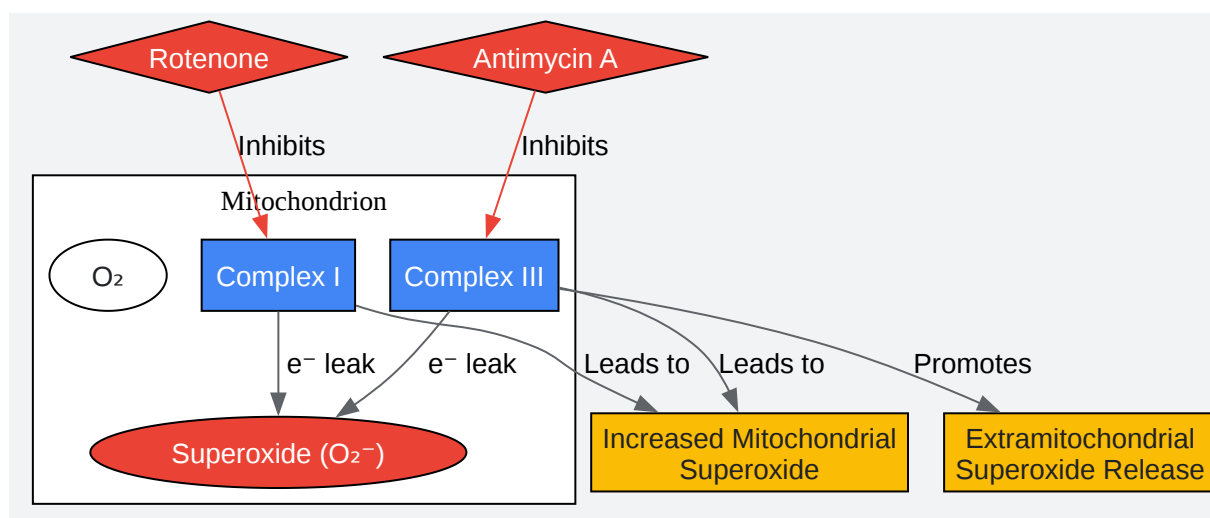 Rotenone
Antimycin A
Inhibits
Inhibits
Mitochondrion
O₂
Complex I
Complex III
e⁻ leak
e⁻ leak
Leads to
Leads to
Promotes
Superoxide (O₂⁻)
Increased Mitochondrial
Superoxide
Extramitochondrial
Superoxide Release